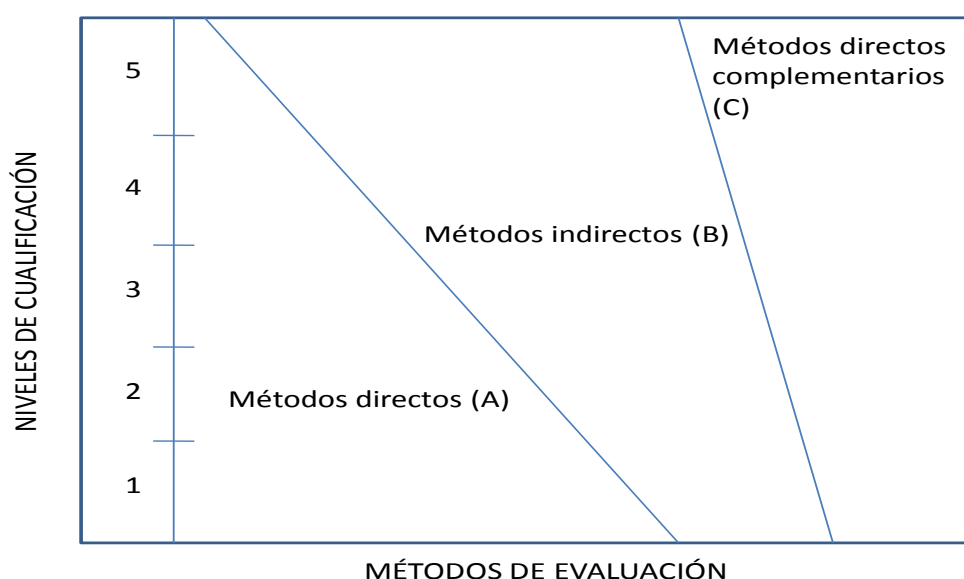 Métodos directos
complementarios
(C)
5
4
Métodos indirectos (B)
3
2
Métodos directos (A)
1
NIVELES DE CUALIFICACIÓN
MÉTODOS DE EVALUACIÓN